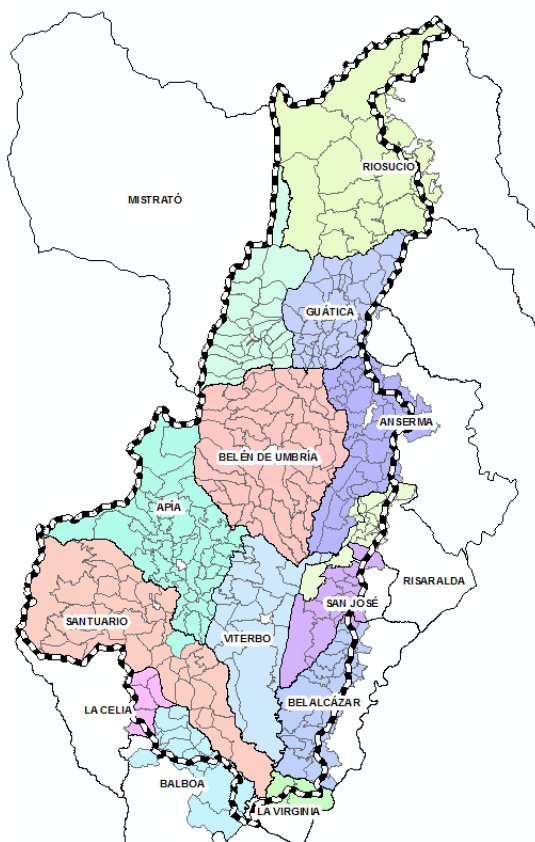 RIOSUCIO
MISTRATÓ
GUÁTICA
ANSERMA
BELÉN DE UMBRÍA
APÍA
RISARALDA
SAN JOSÉ
SANTUARIO
VITERBO
BELALCÁZAR
LA CELIA
BALBOA
LA VIRGINIA